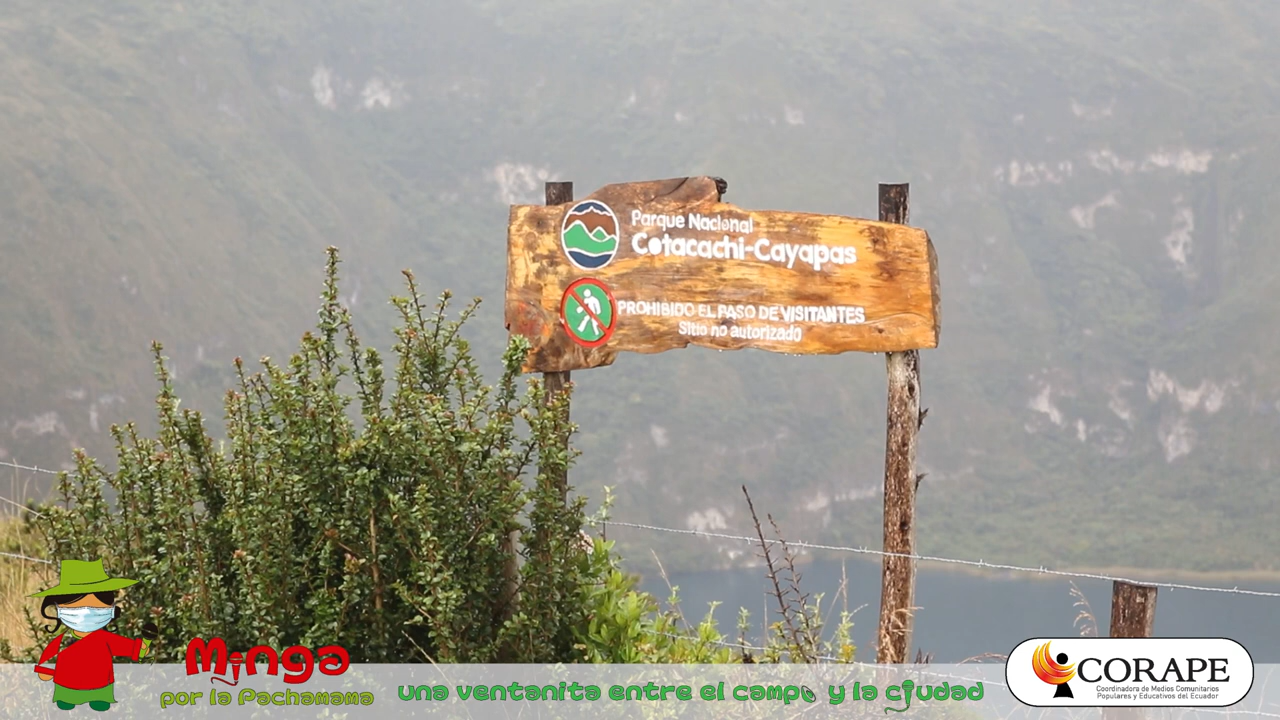 Parque Nacional
Cotacachi-Cayapas
PROHIBIDO EL PASO DE VISITANTES
Sitio no autorizado
Minga
por la Pachamama
una ventanita entre el campo y la ciudad
CORAPE
Coordinadora de Medios Comunitarios
Populares y Educativos del Ecuador